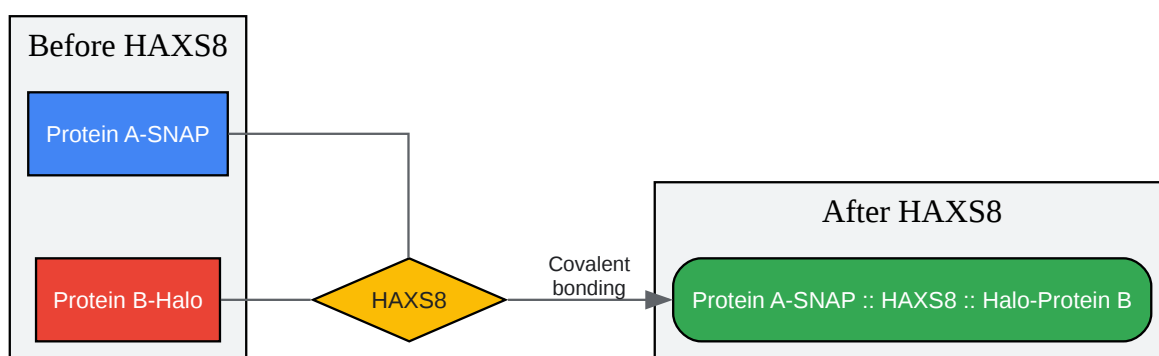 Before HAXS8
Protein A-SNAP
Protein B-Halo
HAXS8
Covalent
bonding
After HAXS8
Protein A-SNAP :: HAXS8 :: Halo-Protein B